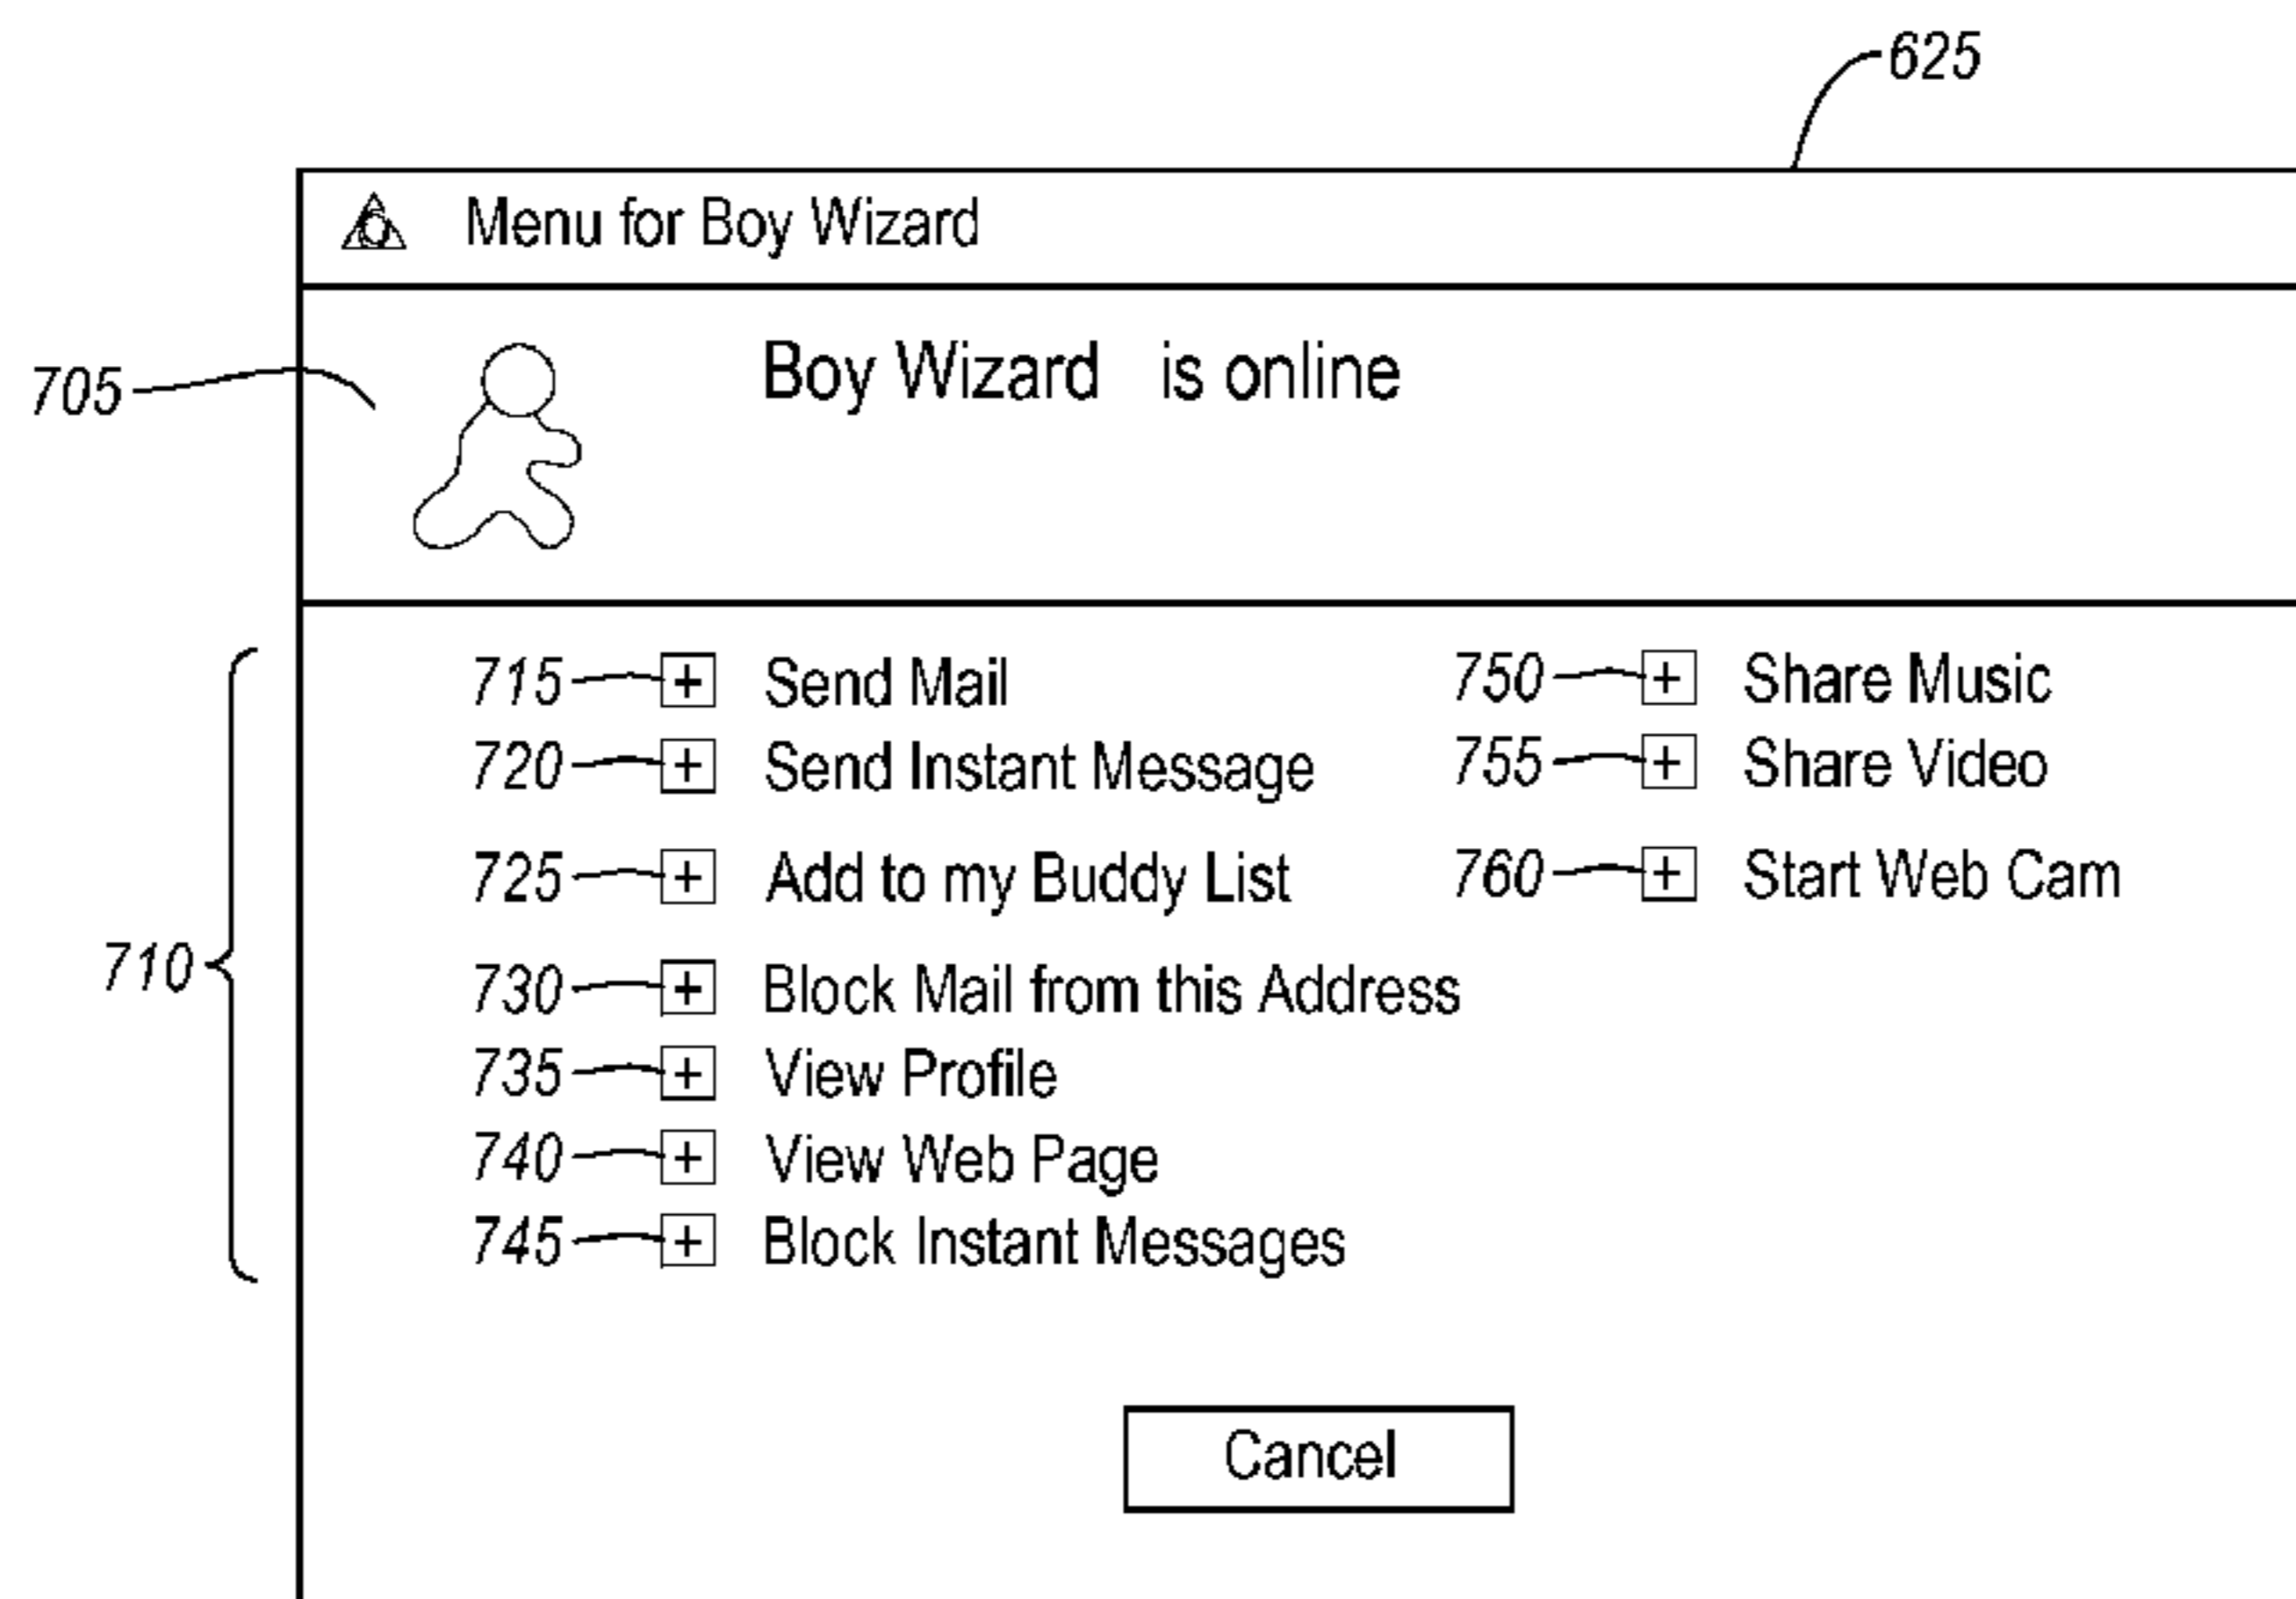 625
Menu for Boy Wizard
705
Boy Wizard is online
715 + Send Mail 750 + Share Music
720 + Send Instant Message 755 + Share Video
725 + Add to my Buddy List 760 + Start Web Cam
710
730 + Block Mail from this Address
735 + View Profile
740 + View Web Page
745 + Block Instant Messages
Cancel